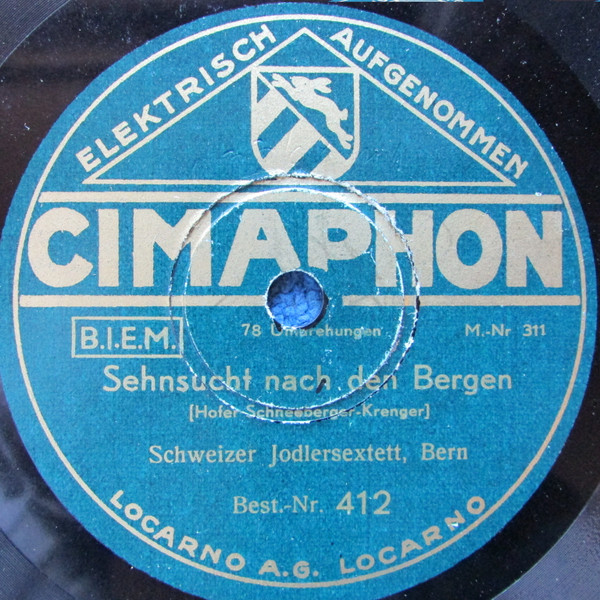 ELEKTRISCH AUFGENOMMEN
CIMAPHON
B.I.E.M.
78 Umdrehungen
M.-Nr 311
Sehnsucht nach den Bergen
[Hofer-Schneeberger-Krenger]
Schweizer Jodlersextett, Bern
Best.-Nr. 412
LOCARNO A.G. LOCARNO